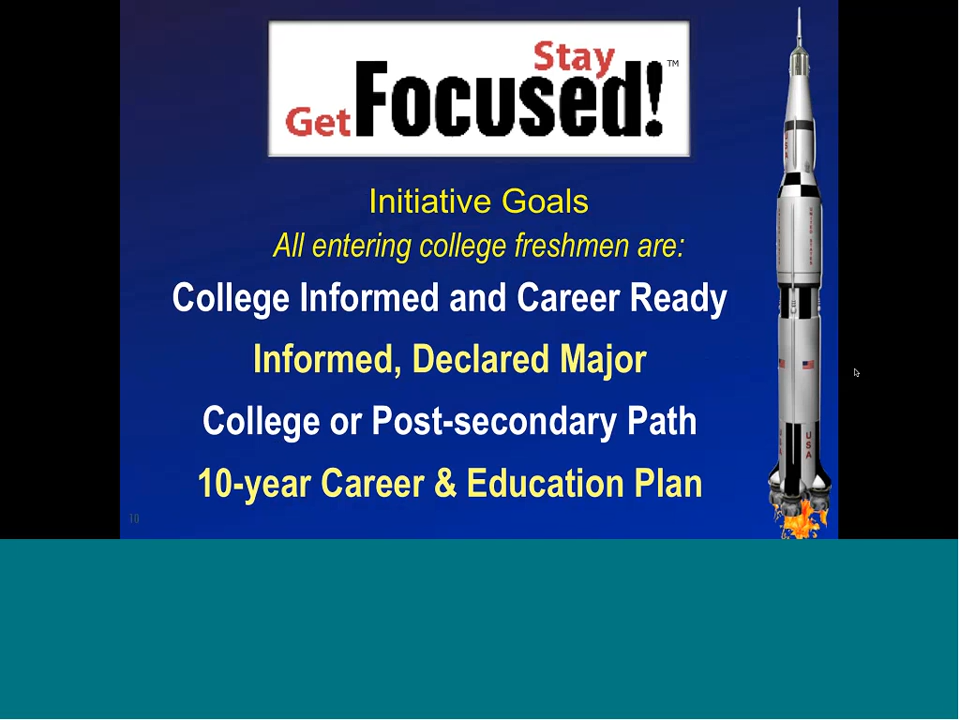 Stay
Get Focused!™
Initiative Goals
All entering college freshmen are:
College Informed and Career Ready
Informed, Declared Major
College or Post-secondary Path
10-year Career & Education Plan
10
USA